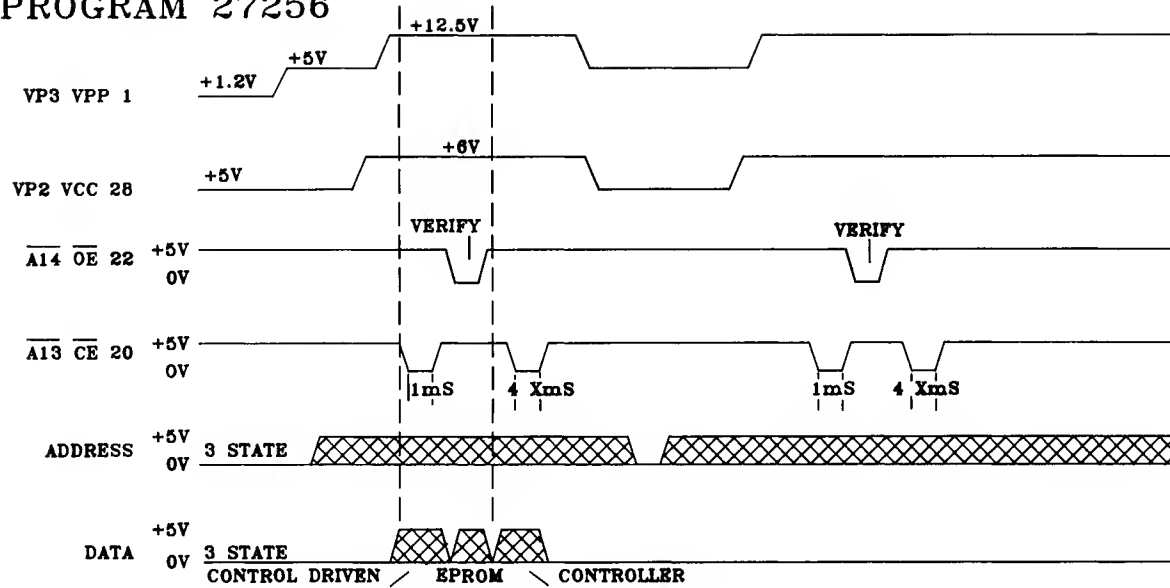 PROGRAM 27256
+12.5V
+5V
+1.2V
VP3 VPP 1
+6V
+5V
VP2 VCC 28
VERIFY VERIFY
A14 OE 22 +5V
0V
A13 CE 20 +5V
0V
1mS 4 XmS 1mS 4 XmS
ADDRESS +5V
0V 3 STATE
DATA +5V
0V 3 STATE
CONTROL DRIVEN EPROM CONTROLLER